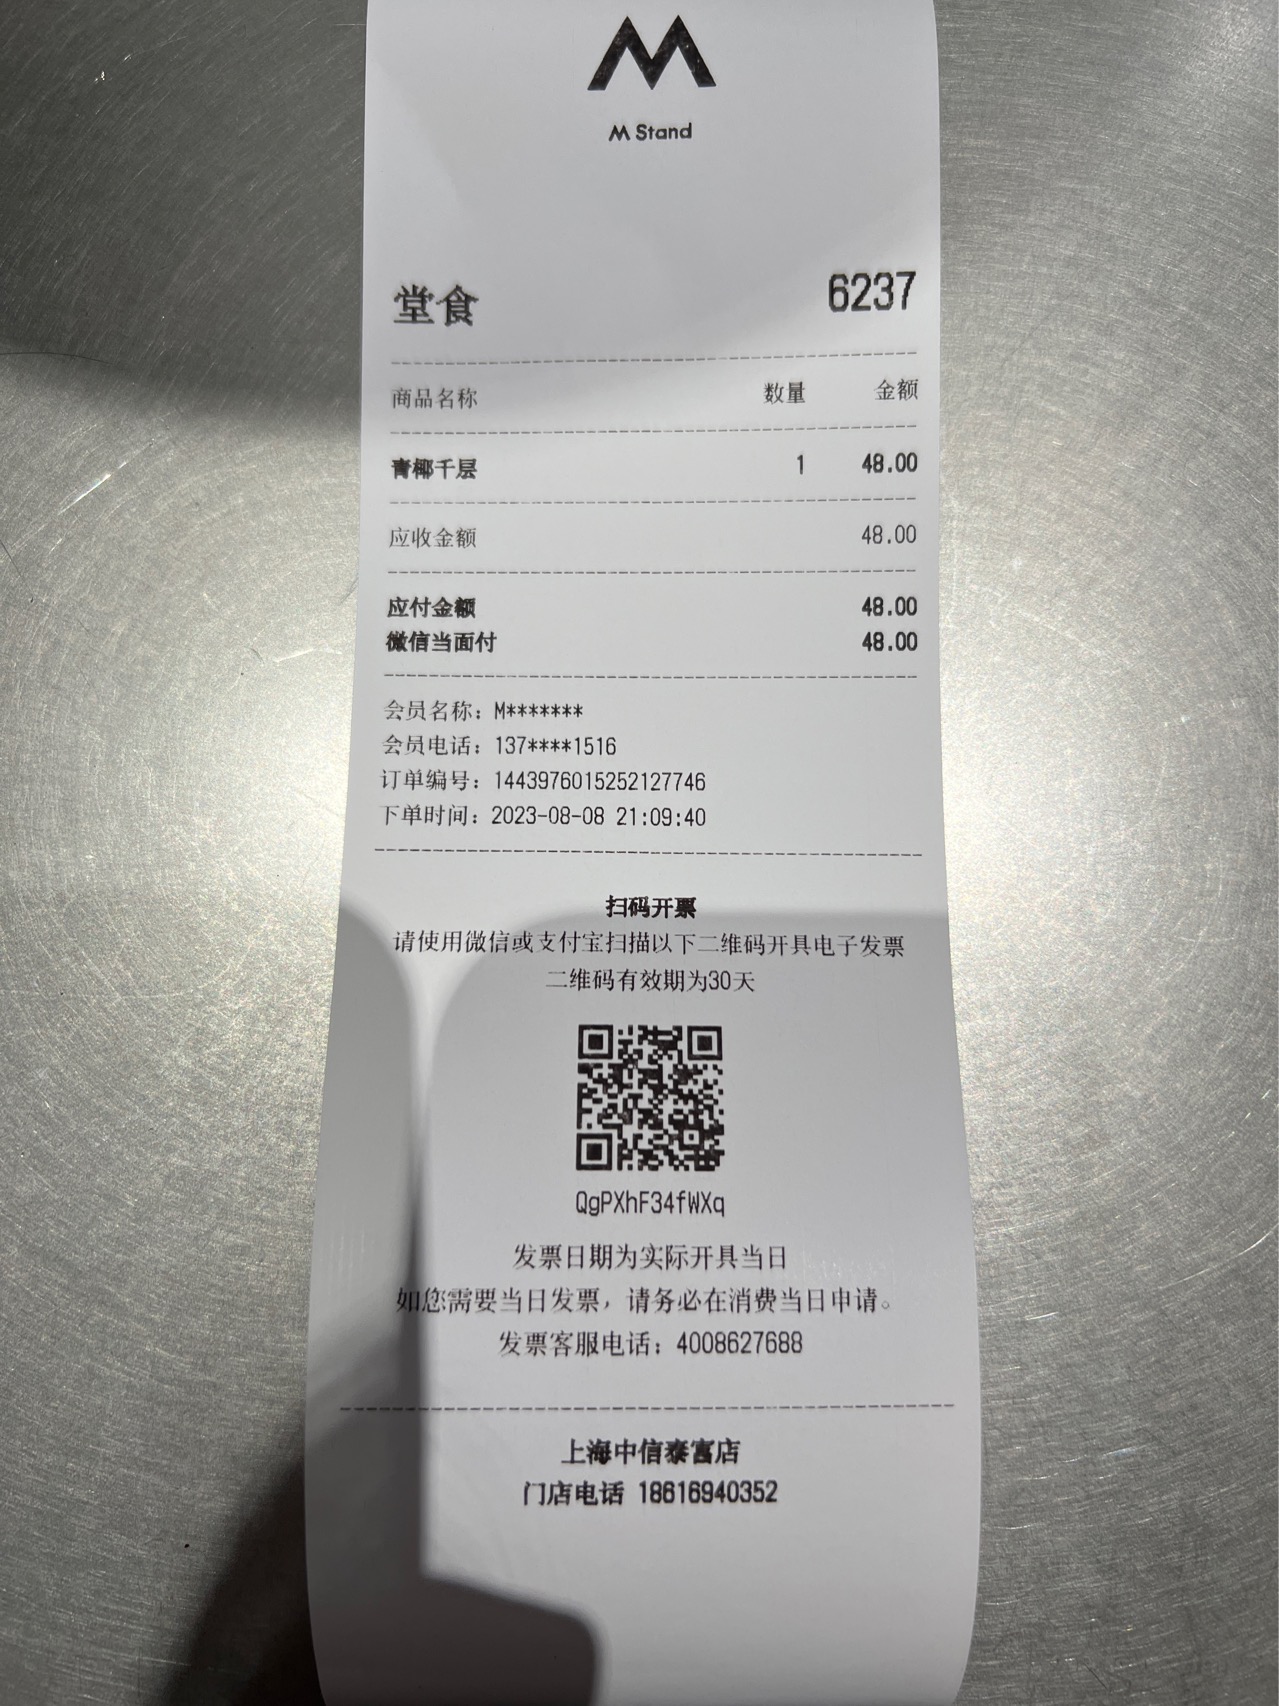 M Stand
堂食 6237
商品名称 数量 金额
青椰千层 1 48.00
应收金额 48.00
应付金额 48.00
微信当面付 48.00
会员名称：M*******
会员电话：137****1516
订单编号：1443976015252127746
下单时间：2023-08-08 21:09:40
扫码开票
请使用微信或支付宝扫描以下二维码开具电子发票
二维码有效期为30天
QgPXhF34fWXq
发票日期为实际开具当日
如您需要当日发票，请务必在消费当日申请。
发票客服电话：4008627688
上海中信泰富店
门店电话 18616940352